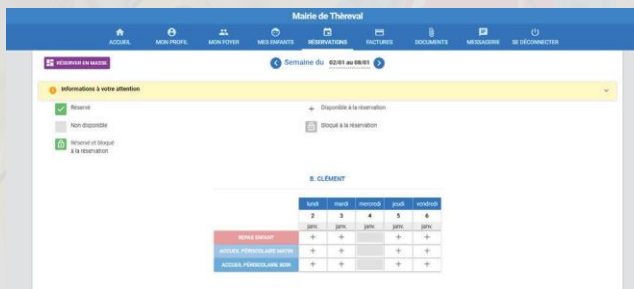 Mairie de Thèreval
ACCUEIL MON PROFIL MON FOYER MES ENFANTS RÉSERVATIONS FACTURES DOCUMENTS MESSAGERIE SE DÉCONNECTER
RÉSERVER EN MASSE
Semaine du 02/01 au 08/01
Informations à votre attention
Réservé
Disponible à la réservation
Non disponible
Bloqué à la réservation
Réservé et bloqué
à la réservation
B. CLÉMENT
lundi mardi mercredi jeudi vendredi
2 3 4 5 6
janv. janv. janv. janv. janv.
REPAS ENFANT + + + +
ACCUEIL PÉRISCOLAIRE MATIN + + + +
ACCUEIL PÉRISCOLAIRE SOIR + + + +